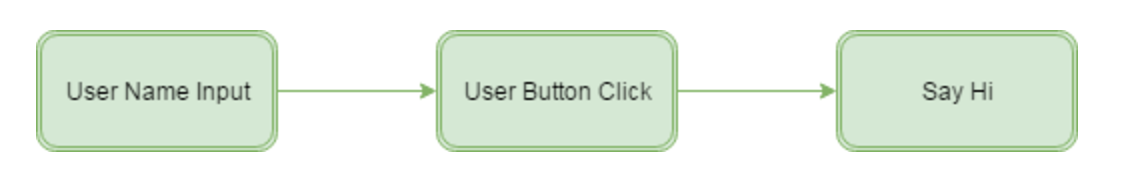 User Name Input
User Button Click
Say Hi